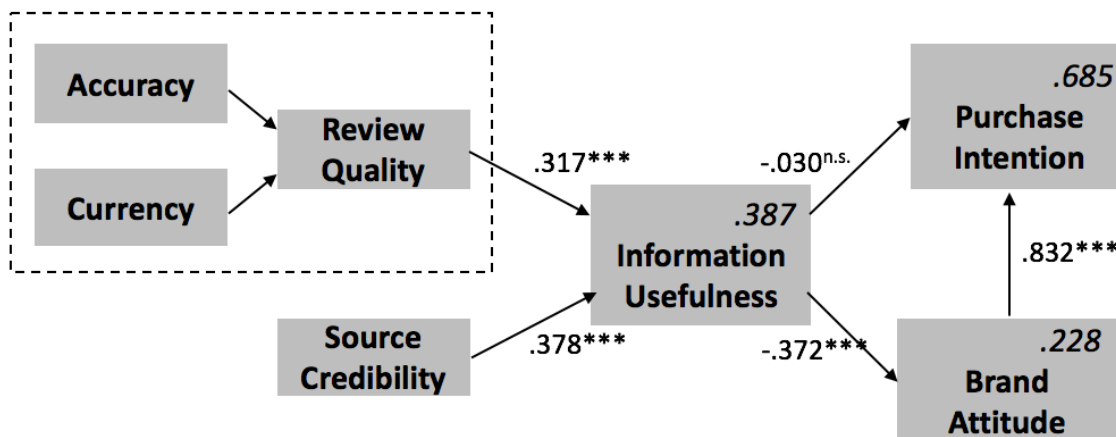 Accuracy
Currency
Review
Quality
Source
Credibility
.317***
.378***
.387
Information
Usefulness
-.030n.s.
-.372***
.685
Purchase
Intention
.832***
.228
Brand
Attitude